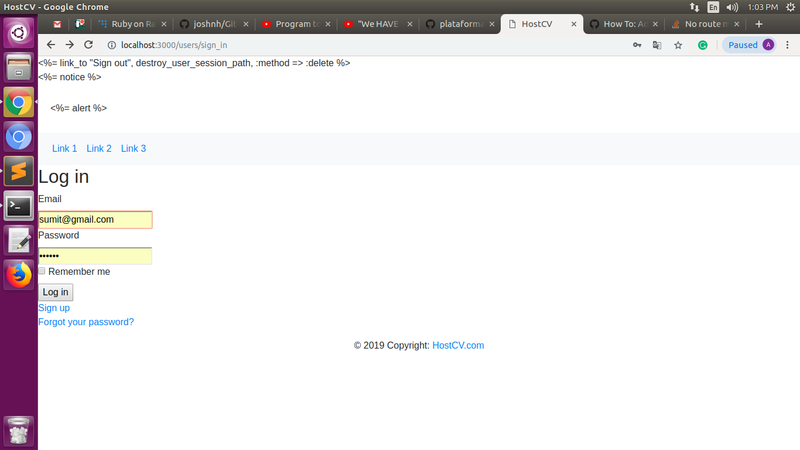 HostCV - Google Chrome
En
1:03 PM
Ruby on Ra
joshnh/Git
Program to
"We HAVE
plataforma
HostCV
How To: Ad
No route m
localhost:3000/users/sign_in
Paused
A
<%= link_to "Sign out", destroy_user_session_path, :method => :delete %>
<%= notice %>
<%= alert %>
Link 1 Link 2 Link 3
Log in
Email
sumit@gmail.com
Password
••••••
Remember me
Log in
Sign up
Forgot your password?
© 2019 Copyright: HostCV.com